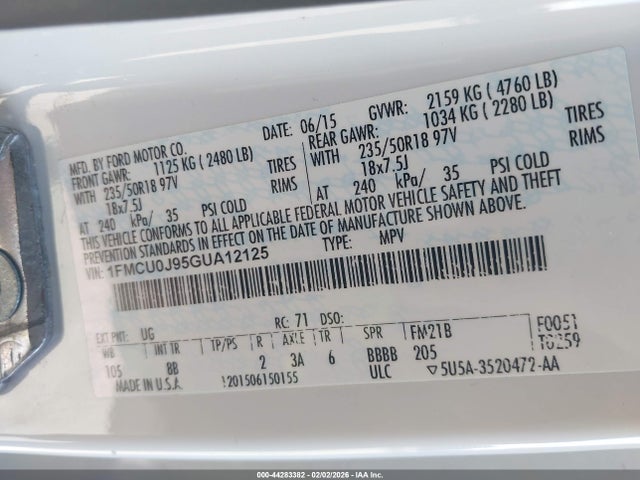 MFD. BY FORD MOTOR CO.
DATE: 06/15
GVWR: 2159 KG ( 4760 LB)
FRONT GAWR: 1125 KG ( 2480 LB)
REAR GAWR: 1034 KG ( 2280 LB)
WITH 235/50R18 97V TIRES
WITH 235/50R18 97V TIRES
18x7.5J RIMS
18x7.5J RIMS
AT 240 kPa/ 35 PSI COLD
AT 240 kPa/ 35 PSI COLD
THIS VEHICLE CONFORMS TO ALL APPLICABLE FEDERAL MOTOR VEHICLE SAFETY AND THEFT
PREVENTION STANDARDS IN EFFECT ON THE DATE OF MANUFACTURE SHOWN ABOVE.
VIN: 1FMCU0J95GUA12125
TYPE: MPV
EXT PNT: UG RC: 71 DSO:
WB INT TR TP/PS R AXLE TR SPR FM21B F0051
105 8B 2 3A 6 BBBB 205 T0259
MADE IN U.S.A. 1201506150155 ULC ▽5U5A-3520472-AA
000-44283382 - 02/02/2026 - IAA Inc.